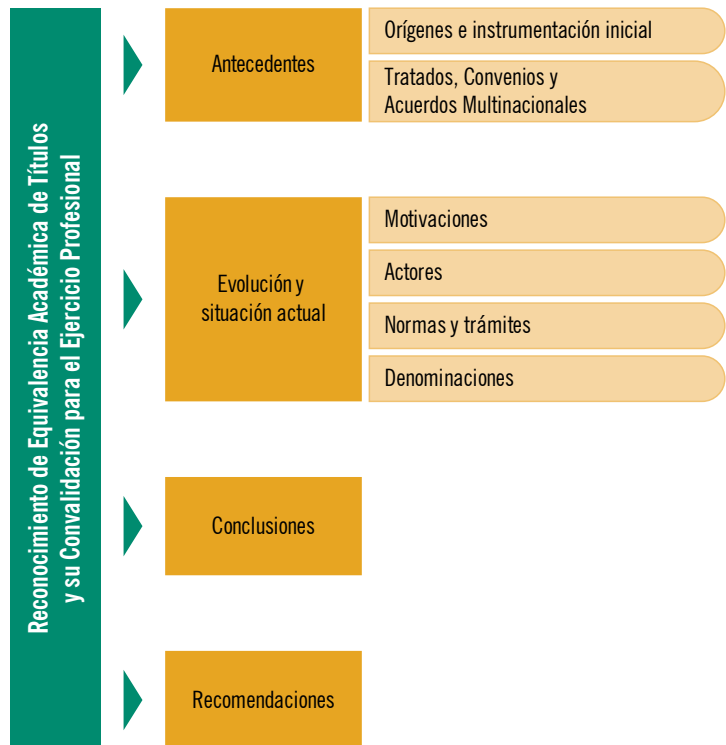 Reconocimiento de Equivalencia Académica de Títulos
y su Convalidación para el Ejercicio Profesional
Antecedentes
Orígenes e instrumentación inicial
Tratados, Convenios y
Acuerdos Multinacionales
Evolución y
situación actual
Motivaciones
Actores
Normas y trámites
Denominaciones
Conclusiones
Recomendaciones